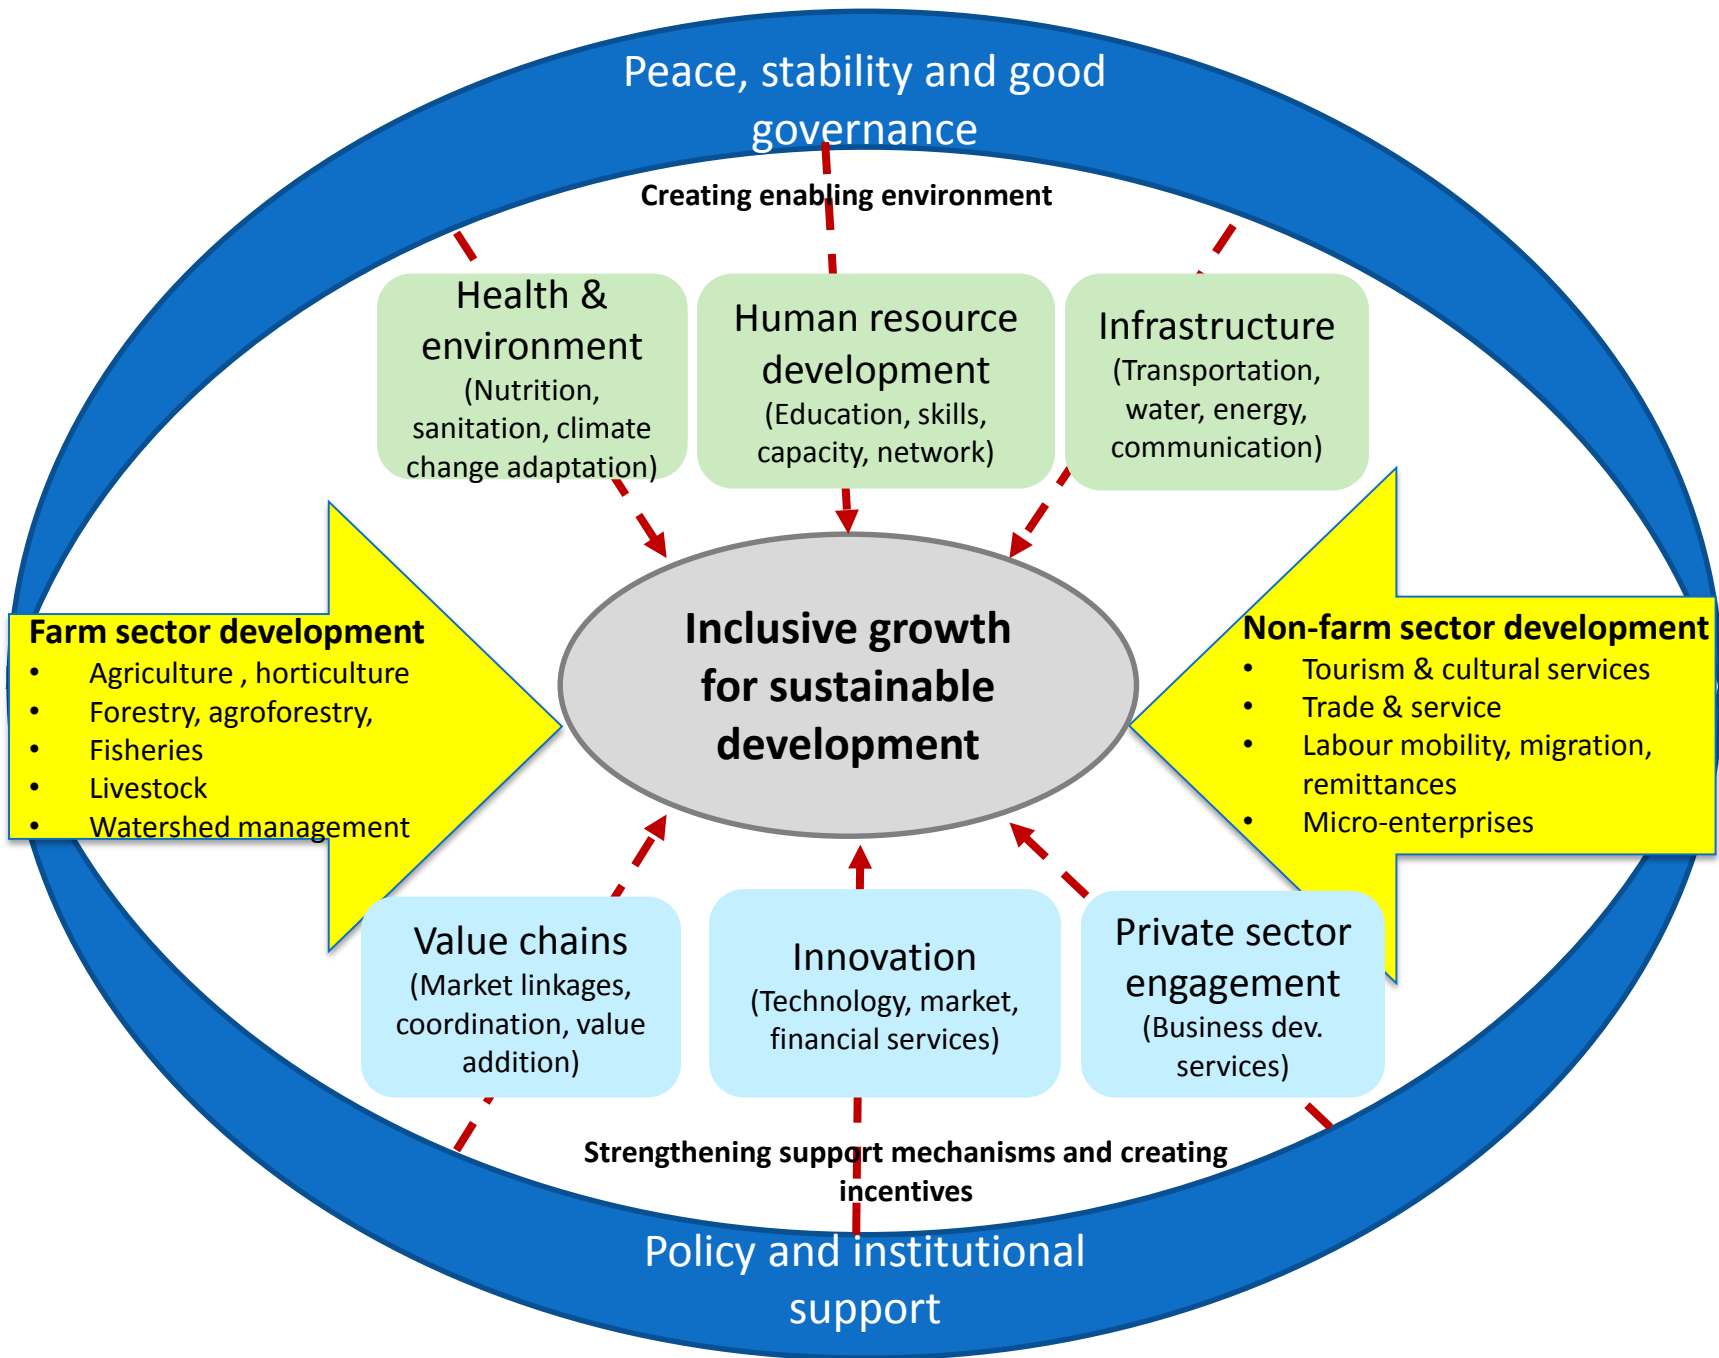 Peace, stability and good
governance
Creating enabling environment
Health &
environment
(Nutrition,
sanitation, climate
change adaptation)
Human resource
development
(Education, skills,
capacity, network)
Infrastructure
(Transportation,
water, energy,
communication)
Farm sector development
• Agriculture , horticulture
• Forestry, agroforestry,
• Fisheries
• Livestock
• Watershed management
Inclusive growth
for sustainable
development
Non-farm sector development
• Tourism & cultural services
• Trade & service
• Labour mobility, migration,
remittances
• Micro-enterprises
Value chains
(Market linkages,
coordination, value
addition)
Innovation
(Technology, market,
financial services)
Private sector
engagement
(Business dev.
services)
Strengthening support mechanisms and creating
incentives
Policy and institutional
support